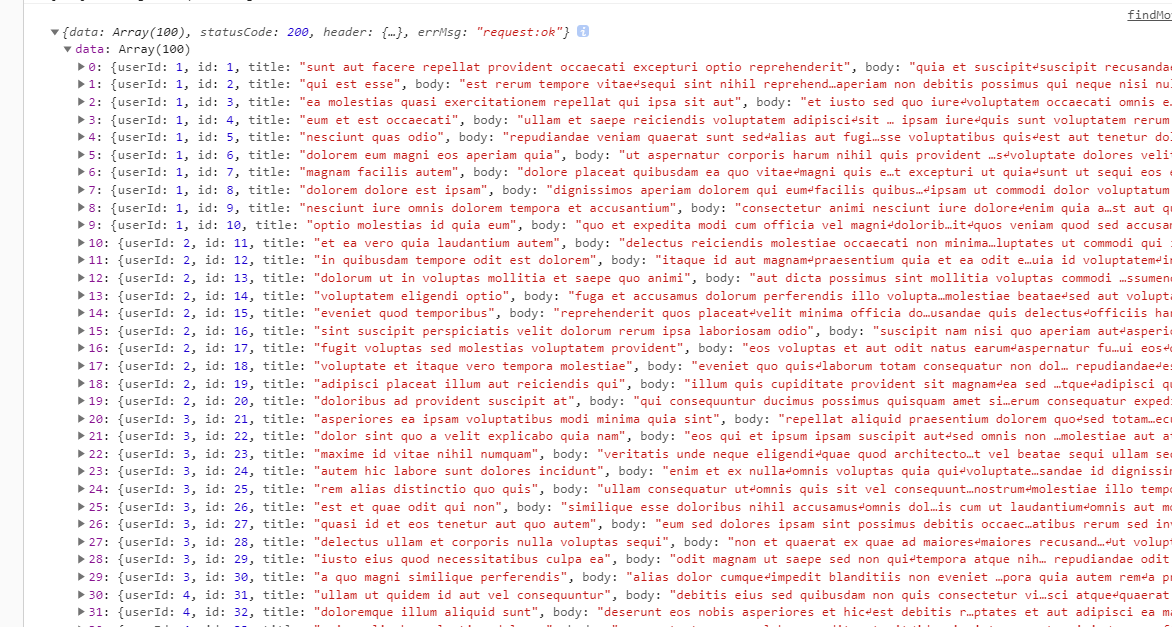 findMo
{data: Array(100), statusCode: 200, header: {…}, errMsg: "request:ok"}
data: Array(100)
0: {userId: 1, id: 1, title: "sunt aut facere repellat provident occaecati excepturi optio reprehenderit", body: "quia et suscipit↵suscipit recusanda
1: {userId: 1, id: 2, title: "qui est esse", body: "est rerum tempore vitae↵sequi sint nihil reprehend…aperiam non debitis possimus qui neque nisi nu
2: {userId: 1, id: 3, title: "ea molestias quasi exercitationem repellat qui ipsa sit aut", body: "et iusto sed quo iure↵voluptatem occaecati omnis e
3: {userId: 1, id: 4, title: "eum et est occaecati", body: "ullam et saepe reiciendis voluptatem adipisci↵sit … ipsam iure↵quis sunt voluptatem rerum
4: {userId: 1, id: 5, title: "nesciunt quas odio", body: "repudiandae veniam quaerat sunt sed↵alias aut fugi…sse voluptatibus quis↵est aut tenetur do
5: {userId: 1, id: 6, title: "dolorem eum magni eos aperiam quia", body: "ut aspernatur corporis harum nihil quis provident …s↵voluptate dolores velit
6: {userId: 1, id: 7, title: "magnam facilis autem", body: "dolore placeat quibusdam ea quo vitae↵magni quis e…t excepturi ut quia↵sunt ut sequi eos e
7: {userId: 1, id: 8, title: "dolorem dolore est ipsam", body: "dignissimos aperiam dolorem qui eum↵facilis quibus…↵ipsam ut commodi dolor voluptatum
8: {userId: 1, id: 9, title: "nesciunt iure omnis dolorem tempora et accusantium", body: "consectetur animi nesciunt iure dolore↵enim quia a…st aut qu
9: {userId: 1, id: 10, title: "optio molestias id quia eum", body: "quo et expedita modi cum officia vel magni↵dolorib…it↵quos veniam quod sed accusam
10: {userId: 2, id: 11, title: "et ea vero quia laudantium autem", body: "delectus reiciendis molestiae occaecati non minima…luptates ut commodi qui i
11: {userId: 2, id: 12, title: "in quibusdam tempore odit est dolorem", body: "itaque id aut magnam↵praesentium quia et ea odit e…uia id voluptatem↵in
12: {userId: 2, id: 13, title: "dolorum ut in voluptas mollitia et saepe quo animi", body: "aut dicta possimus sint mollitia voluptas commodi …ssumend
13: {userId: 2, id: 14, title: "voluptatem eligendi optio", body: "fuga et accusamus dolorum perferendis illo volupta…molestiae beatae↵sed aut volupta
14: {userId: 2, id: 15, title: "eveniet quod temporibus", body: "reprehenderit quos placeat↵velit minima officia do…usandae quis delectus↵officiis har
15: {userId: 2, id: 16, title: "sint suscipit perspiciatis velit dolorum rerum ipsa laboriosam odio", body: "suscipit nam nisi quo aperiam aut↵asperio
16: {userId: 2, id: 17, title: "fugit voluptas sed molestias voluptatem provident", body: "eos voluptas et aut odit natus earum↵aspernatur fu…ui eos↵q
17: {userId: 2, id: 18, title: "voluptate et itaque vero tempora molestiae", body: "eveniet quo quis↵laborum totam consequatur non dol… repudiandae↵es
18: {userId: 2, id: 19, title: "adipisci placeat illum aut reiciendis qui", body: "illum quis cupiditate provident sit magnam↵ea sed …tque↵adipisci qu
19: {userId: 2, id: 20, title: "doloribus ad provident suscipit at", body: "qui consequuntur ducimus possimus quisquam amet si…erum consequatur expedi
20: {userId: 3, id: 21, title: "asperiores ea ipsam voluptatibus modi minima quia sint", body: "repellat aliquid praesentium dolorem quo↵sed totam…ecu
21: {userId: 3, id: 22, title: "dolor sint quo a velit explicabo quia nam", body: "eos qui et ipsum ipsam suscipit aut↵sed omnis non …molestiae aut at
22: {userId: 3, id: 23, title: "maxime id vitae nihil numquam", body: "veritatis unde neque eligendi↵quae quod architecto…t vel beatae sequi ullam sed
23: {userId: 3, id: 24, title: "autem hic labore sunt dolores incidunt", body: "enim et ex nulla↵omnis voluptas quia qui↵voluptate…sandae id dignissim
24: {userId: 3, id: 25, title: "rem alias distinctio quo quis", body: "ullam consequatur ut↵omnis quis sit vel consequunt…nostrum↵molestiae illo tempo
25: {userId: 3, id: 26, title: "est et quae odit qui non", body: "similique esse doloribus nihil accusamus↵omnis dol…is cum ut laudantium↵omnis aut mo
26: {userId: 3, id: 27, title: "quasi id et eos tenetur aut quo autem", body: "eum sed dolores ipsam sint possimus debitis occaec…atibus rerum sed inv
27: {userId: 3, id: 28, title: "delectus ullam et corporis nulla voluptas sequi", body: "non et quaerat ex quae ad maiores↵maiores recusand…↵ut volupt
28: {userId: 3, id: 29, title: "iusto eius quod necessitatibus culpa ea", body: "odit magnam ut saepe sed non qui↵tempora atque nih… repudiandae odit
29: {userId: 3, id: 30, title: "a quo magni similique perferendis", body: "alias dolor cumque↵impedit blanditiis non eveniet …pora quia autem rem↵a p
30: {userId: 4, id: 31, title: "ullam ut quidem id aut vel consequuntur", body: "debitis eius sed quibusdam non quis consectetur vi…sci atque↵quaerat
31: {userId: 4, id: 32, title: "doloremque illum aliquid sunt", body: "deserunt eos nobis asperiores et hic↵est debitis r…ptates et aut adipisci ea ma